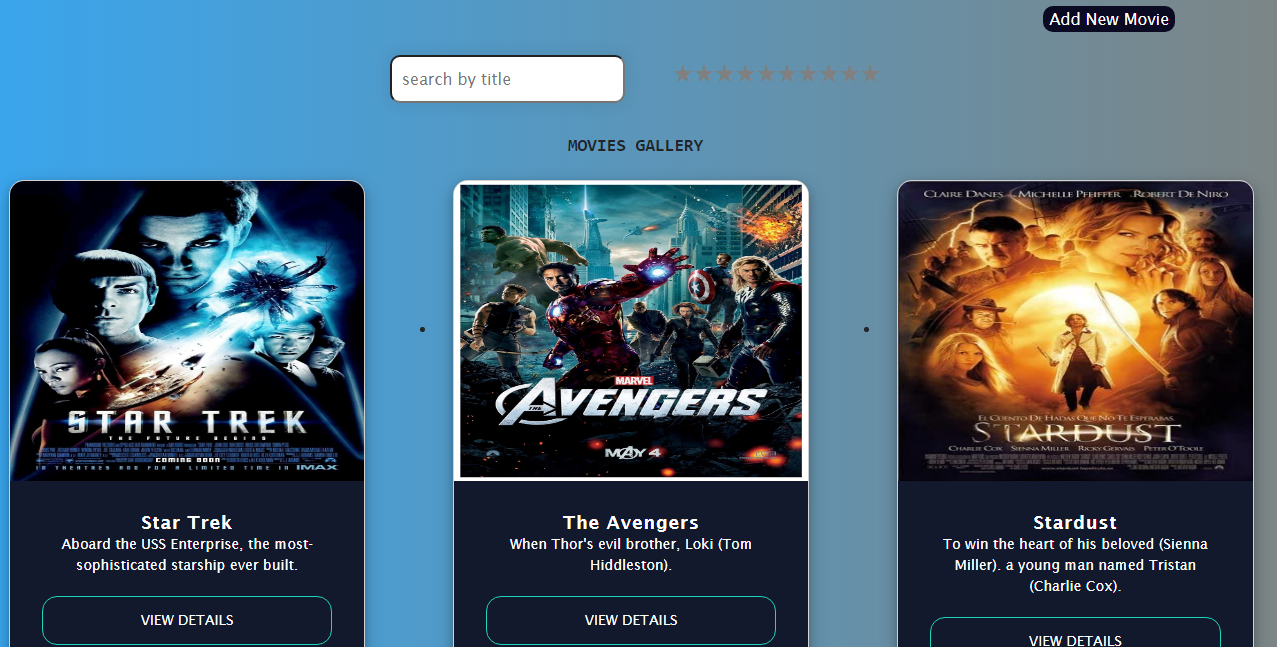 Add New Movie
search by title
MOVIES GALLERY
STAR TREK
THE FUTURE BEGINS
COMING SOON
IN THEATRES AND FOR A LIMITED TIME IN IMAX
Star Trek
Aboard the USS Enterprise, the most-
sophisticated starship ever built.
VIEW DETAILS
MARVEL
THE AVENGERS
MAY 4
The Avengers
When Thor's evil brother, Loki (Tom
Hiddleston).
VIEW DETAILS
CLAIRE DANES MICHELLE PFEIFFER ROBERT DE NIRO
EL CUENTO DE HADAS QUE NO TE ESPERABAS
STARDUST
CHARLIE COX SIENNA MILLER RICKY GERVAIS PETER O'TOOLE
Stardust
To win the heart of his beloved (Sienna
Miller). a young man named Tristan
(Charlie Cox).
VIEW DETAILS